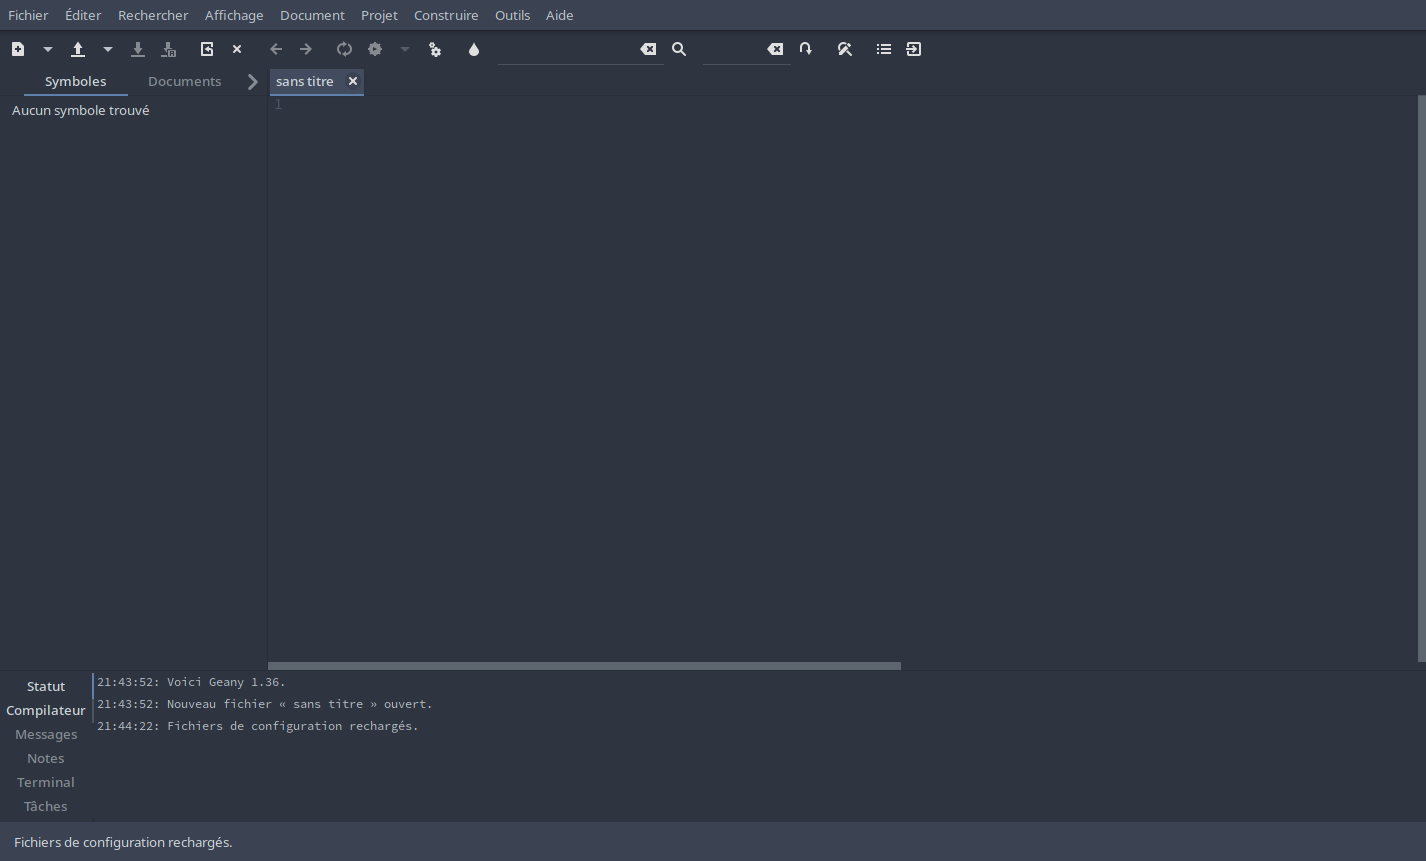 Fichier Éditer Rechercher Affichage Document Projet Construire Outils Aide
Symboles Documents
sans titre
Aucun symbole trouvé
1
Statut
Compilateur
Messages
Notes
Terminal
Tâches
21:43:52: Voici Geany 1.36.
21:43:52: Nouveau fichier « sans titre » ouvert.
21:44:22: Fichiers de configuration rechargés.
Fichiers de configuration rechargés.